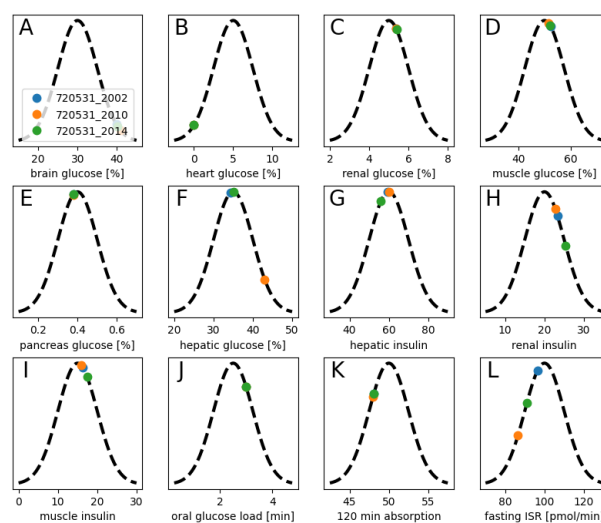 A
B
C
D
720531_2002
720531_2010
720531_2014
20 30 40
0 5 10
2 4 6 8
40 60
brain glucose [%]
heart glucose [%]
renal glucose [%]
muscle glucose [%]
E
F
G
H
0.2 0.4 0.6
20 30 40 50
40 60 80
10 20 30
pancreas glucose [%]
hepatic glucose [%]
hepatic insulin
renal insulin
I
J
K
L
0 10 20 30
2 4
45 50 55
80 100 120
muscle insulin
oral glucose load [min]
120 min absorption
fasting ISR [pmol/min